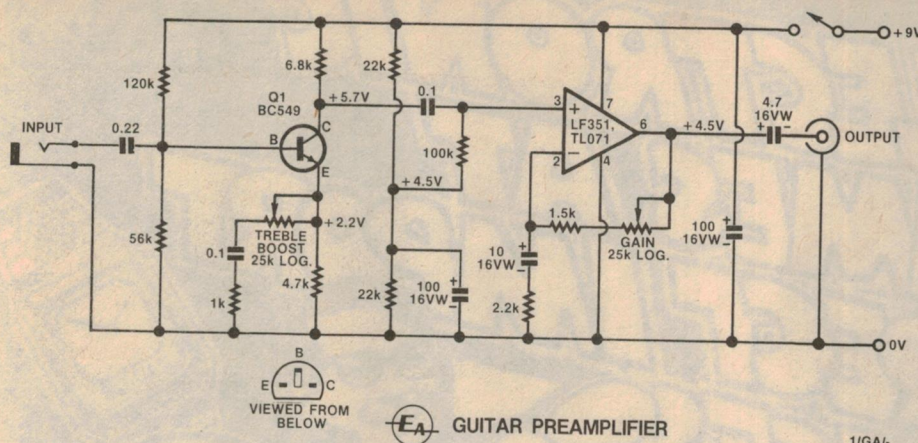 +9V
120k
6.8k
22k
Q1
BC549
+5.7V
0.1
3
+
7
LF351,
TL071
6
+4.5V
4.7
16VW
+
-
OUTPUT
INPUT
0.22
B
C
E
100k
2
-
4
+4.5V
+2.2V
TREBLE
BOOST
25k LOG.
1.5k
GAIN
25k LOG.
56k
0.1
1k
4.7k
22k
+
100
16VW
-
+
10
16VW
-
2.2k
+
100
16VW
-
0V
B
E
C
VIEWED FROM
BELOW
EA GUITAR PREAMPLIFIER